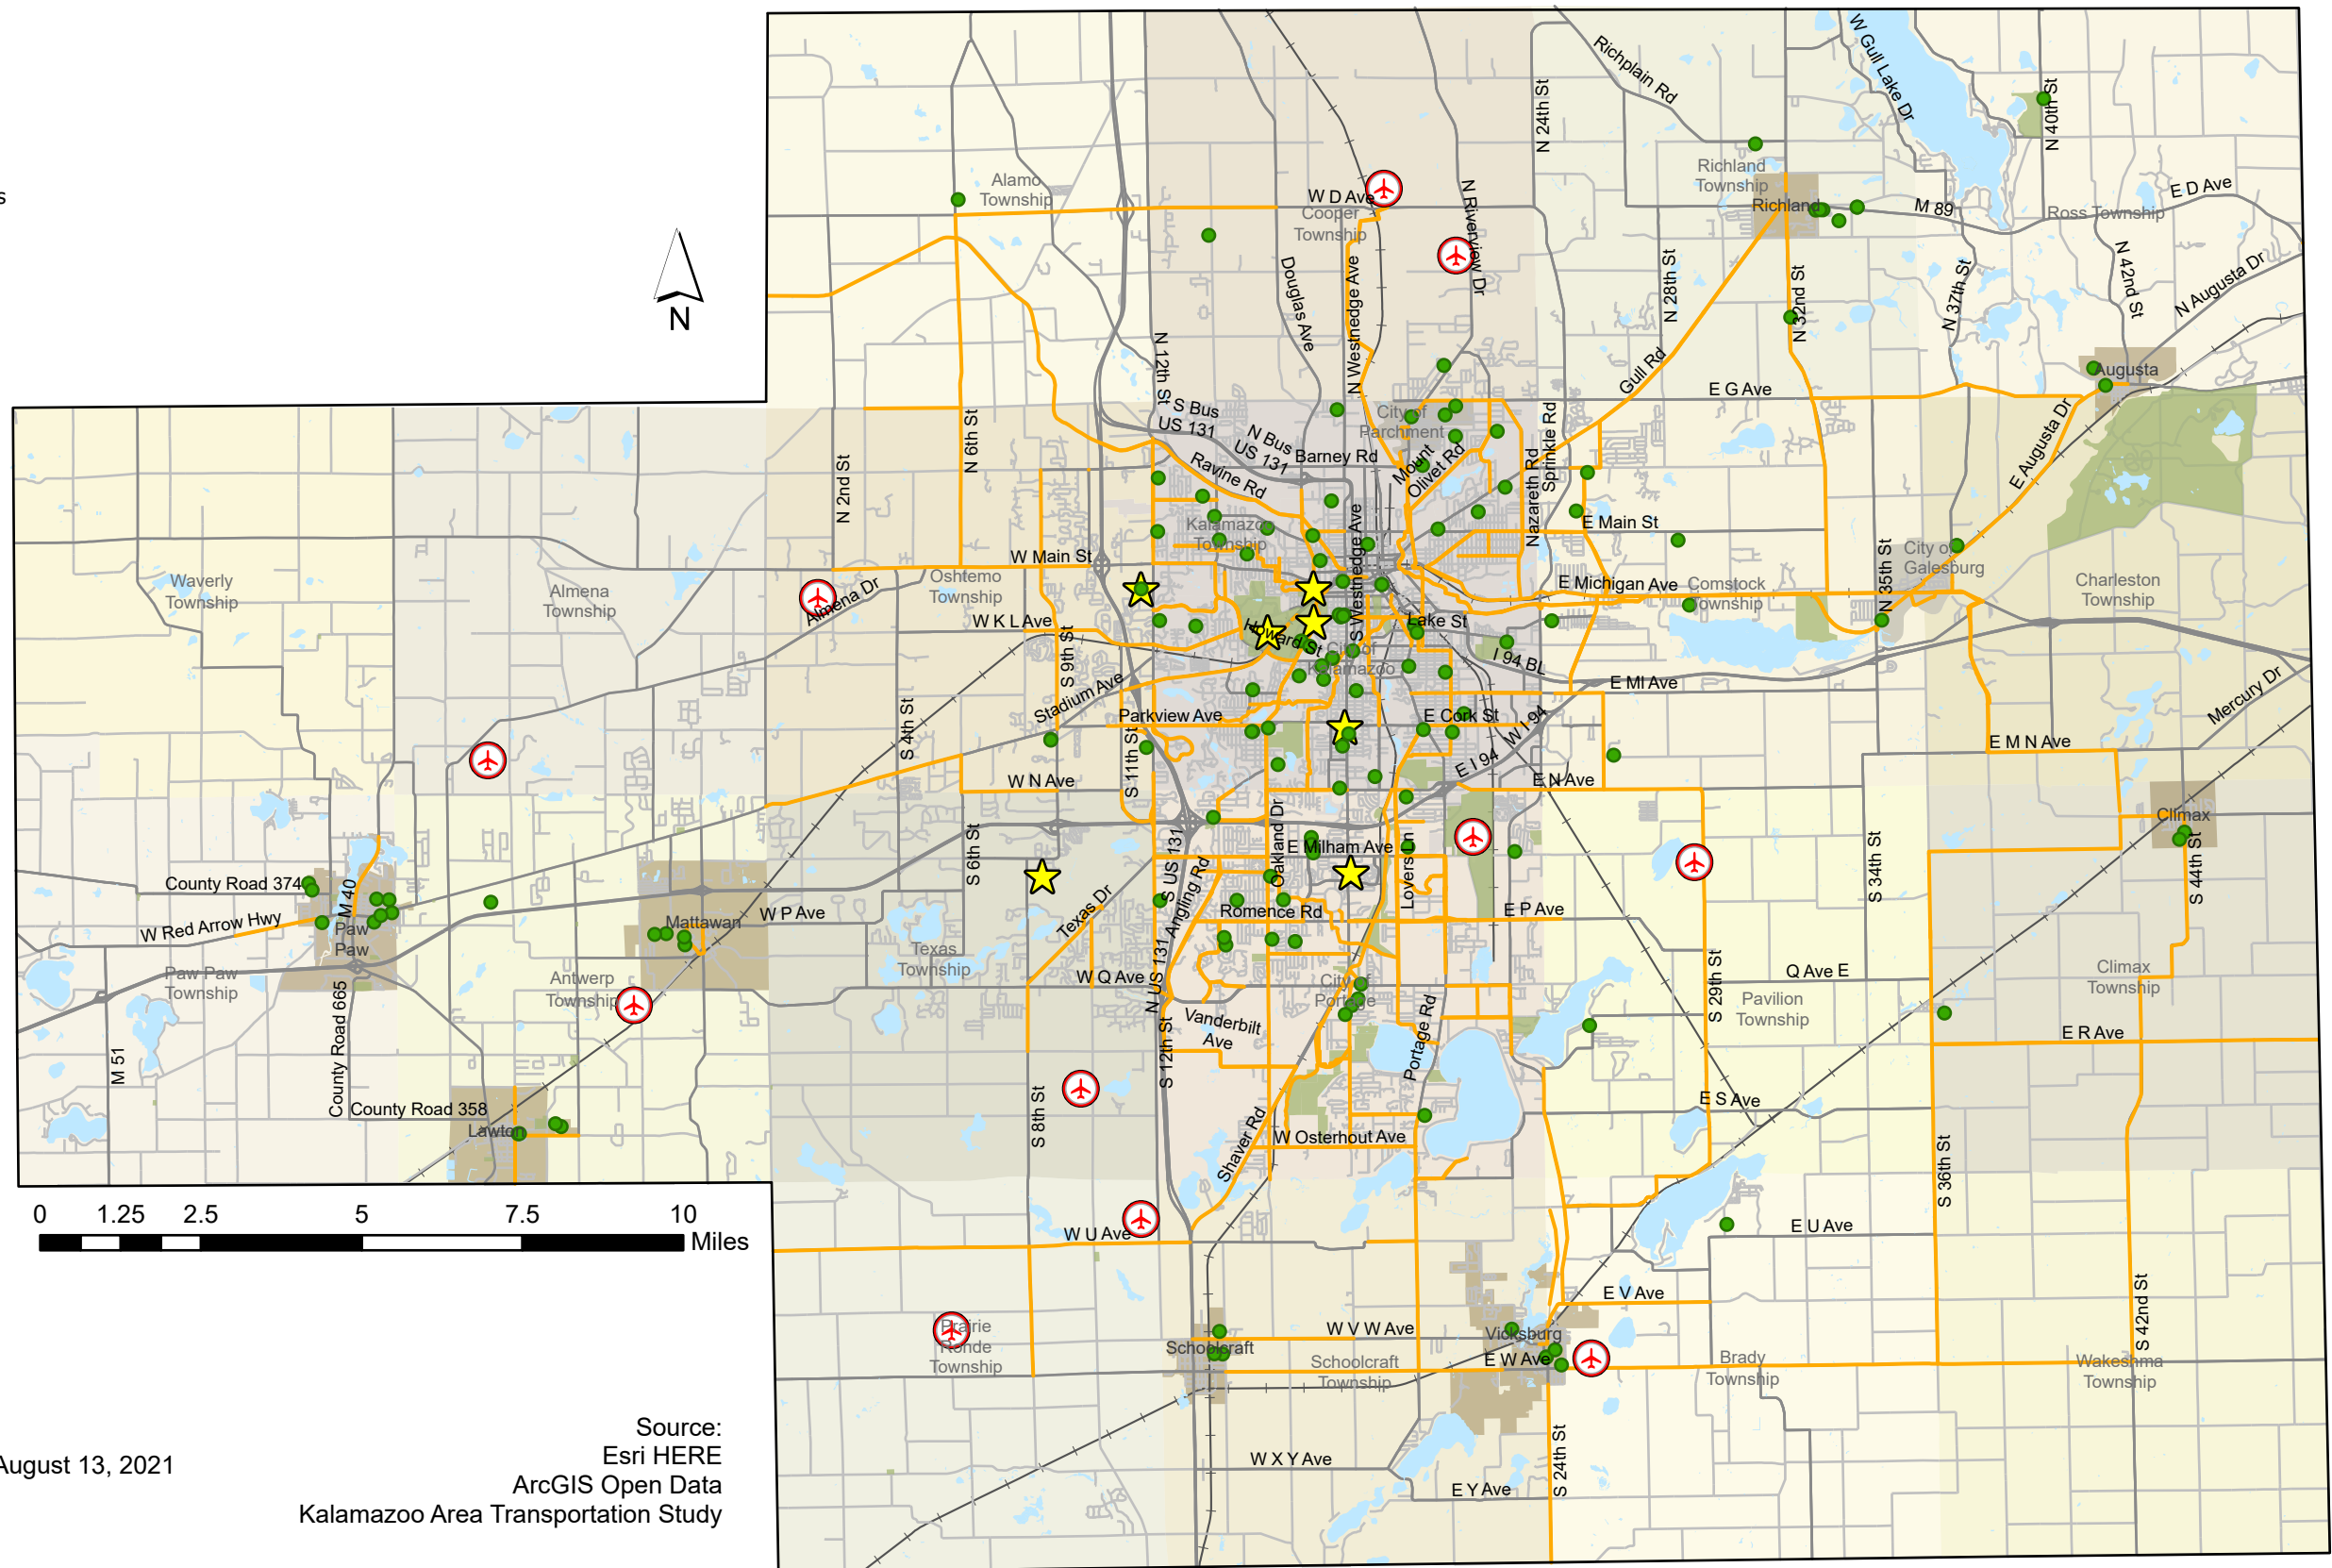 s
N
W Gull Lake Dr
Richplain Rd
N 24th St
N 40th St
Alamo
Township
Richland
Township
Richland
W D Ave
Cooper
Township
N Riverview Dr
M 89
Ross Township
E D Ave
Douglas Ave
N Westnedge Ave
N 28th St
N 32nd St
N 37th St
N 42nd St
N Augusta Dr
N 12th St
Gull Rd
E G Ave
Augusta
S Bus
US 131
N Bus
US 131
City of
Parchment
Barney Rd
Ravine Rd
Mount
Olivet Rd
Sprinkle Rd
Nazareth Rd
E Augusta Dr
N 6th St
N 2nd St
Kalamazoo
Township
S Westnedge Ave
E Main St
N 35th St
City of
Galesburg
W Main St
Waverly
Township
Almena
Township
Almena Dr
Oshtemo
Township
E Michigan Ave
Comstock
Township
Charleston
Township
W K L Ave
Howard St
Lake St
S 9th St
City of
Kalamazoo
I 94 BL
E MI Ave
Mercury Dr
Stadium Ave
S 4th St
Parkview Ave
E Cork St
W I 94
E I 94
S 11th St
E M N Ave
W N Ave
E N Ave
Climax
S 6th St
Oakland Dr
E Milham Ave
Lovers Ln
S 34th St
S 44th St
S US 131
Angling Rd
County Road 374
M 40
W Red Arrow Hwy
Paw
Paw
Mattawan
W P Ave
Texas Dr
Romence Rd
E P Ave
Texas
Township
Paw Paw
Township
Antwerp
Township
W Q Ave
N US 131
City of
Portage
S 29th St
Q Ave E
Pavilion
Township
Climax
Township
County Road 665
M 51
Vanderbilt
Ave
S 12th St
Portage Rd
E R Ave
County Road 358
Lawton
S 8th St
E S Ave
Shaver Rd
W Osterhout Ave
S 36th St
0 1.25 2.5 5 7.5 10
Miles
W U Ave
E U Ave
E V Ave
S 42nd St
Prairie
Ronde
Township
Schoolcraft
W V W Ave
Vicksburg
Schoolcraft
Township
E W Ave
Brady
Township
Wakeshma
Township
Source:
Esri HERE
ArcGIS Open Data
Kalamazoo Area Transportation Study
August 13, 2021
W X Y Ave
E Y Ave
S 24th St